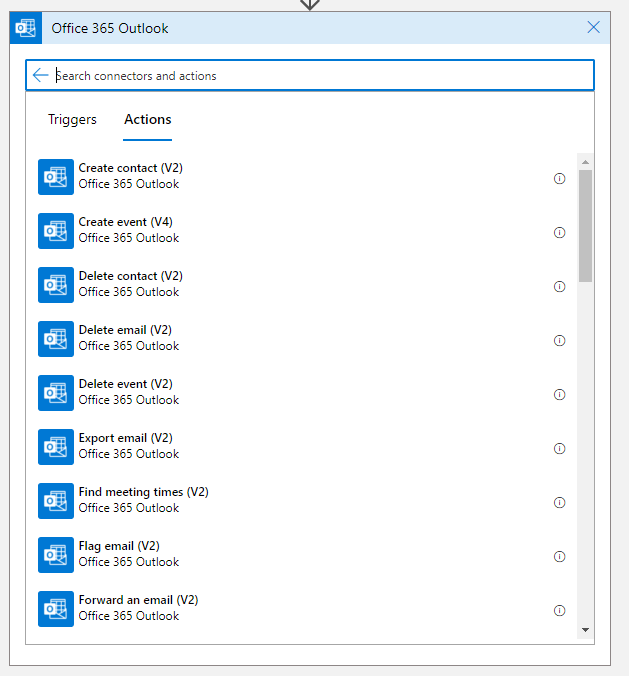 Office 365 Outlook
Search connectors and actions
Triggers
Actions
Create contact (V2)
Office 365 Outlook
Create event (V4)
Office 365 Outlook
Delete contact (V2)
Office 365 Outlook
Delete email (V2)
Office 365 Outlook
Delete event (V2)
Office 365 Outlook
Export email (V2)
Office 365 Outlook
Find meeting times (V2)
Office 365 Outlook
Flag email (V2)
Office 365 Outlook
Forward an email (V2)
Office 365 Outlook